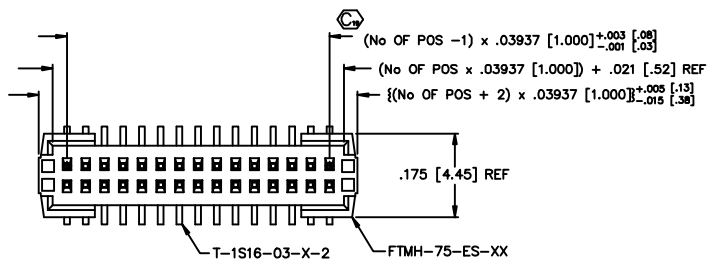 C19
(No OF POS -1) x .03937 [1.000] +.003 [.08] -.001 [.03]
(No OF POS x .03937 [1.000]) + .021 [.52] REF
{(No OF POS + 2) x .03937 [1.000]} +.005 [.13] -.015 [.38]
.175 [4.45] REF
T-1S16-03-X-2
FTMH-75-ES-XX